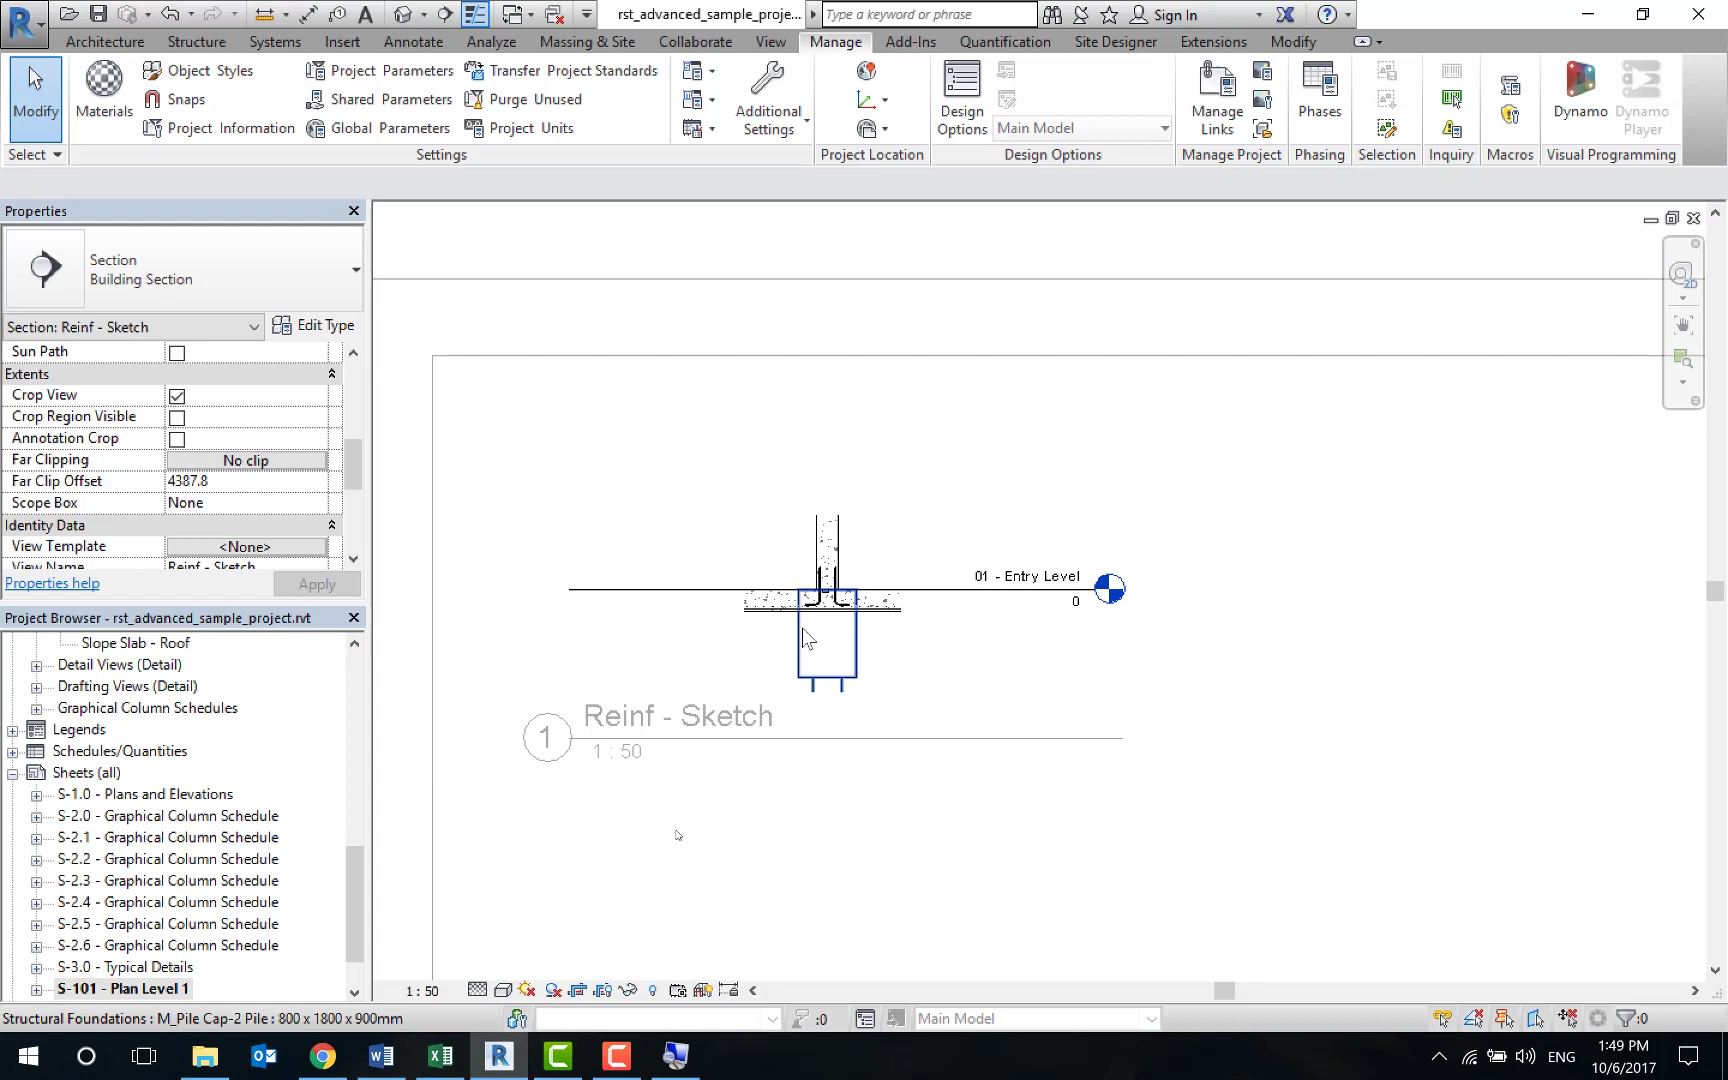 rst_advanced_sample_proje...
Type a keyword or phrase
Sign In
Architecture
Structure
Systems
Insert
Annotate
Analyze
Massing & Site
Collaborate
View
Manage
Add-Ins
Quantification
Site Designer
Extensions
Modify
Modify
Materials
Object Styles
Snaps
Project Information
Project Parameters
Shared Parameters
Global Parameters
Transfer Project Standards
Purge Unused
Project Units
Additional
Settings
Design
Options
Main Model
Manage
Links
Phases
Dynamo
Dynamo
Player
Select
Settings
Project Location
Design Options
Manage Project
Phasing
Selection
Inquiry
Macros
Visual Programming
Properties
Section
Building Section
Section: Reinf - Sketch
Edit Type
Sun Path
Extents
Crop View
Crop Region Visible
Annotation Crop
Far Clipping
No clip
Far Clip Offset
4387.8
Scope Box
None
Identity Data
View Template
<None>
View Name
Reinf - Sketch
Properties help
Apply
Project Browser - rst_advanced_sample_project.rvt
Slope Slab - Roof
Detail Views (Detail)
Drafting Views (Detail)
Graphical Column Schedules
Legends
Schedules/Quantities
Sheets (all)
S-1.0 - Plans and Elevations
S-2.0 - Graphical Column Schedule
S-2.1 - Graphical Column Schedule
S-2.2 - Graphical Column Schedule
S-2.3 - Graphical Column Schedule
S-2.4 - Graphical Column Schedule
S-2.5 - Graphical Column Schedule
S-2.6 - Graphical Column Schedule
S-3.0 - Typical Details
S-101 - Plan Level 1
2D
01 - Entry Level
0
1
Reinf - Sketch
1 : 50
1 : 50
Structural Foundations : M_Pile Cap-2 Pile : 800 x 1800 x 900mm
:0
Main Model
:0
ENG
1:49 PM
10/6/2017